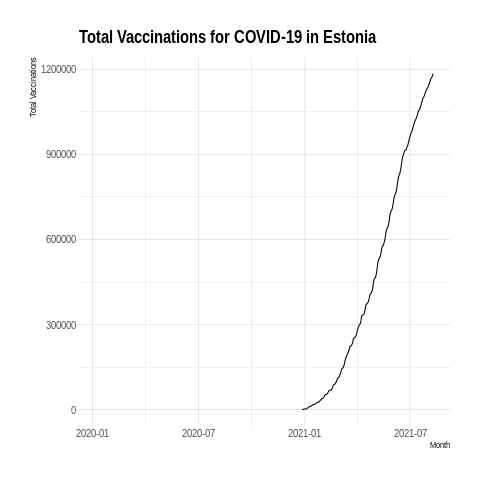 Total Vaccinations for COVID-19 in Estonia
Total Vaccinations
1200000
900000
600000
300000
0
2020-01 2020-07 2021-01 2021-07
Month